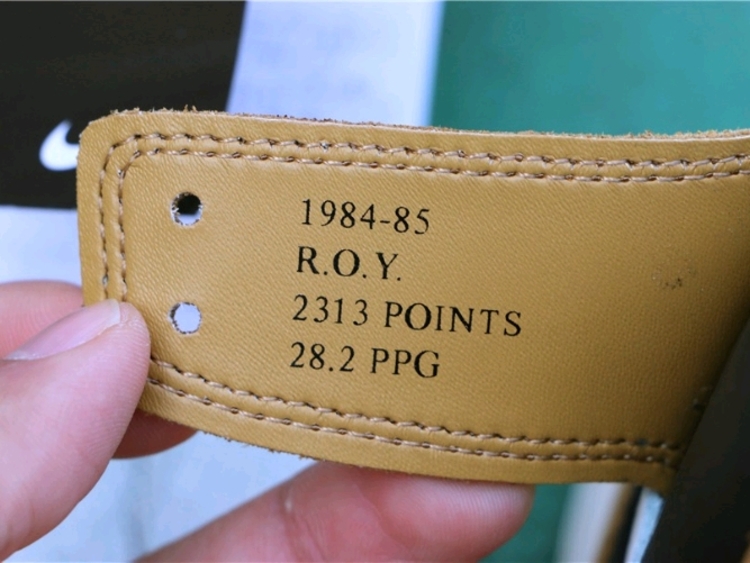 1984-85
R.O.Y.
2313 POINTS
28.2 PPG